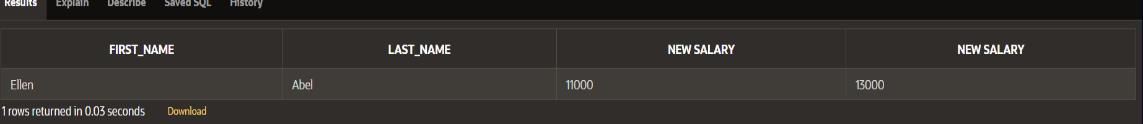 Results Explain Describe Saved SQL History
FIRST_NAME LAST_NAME NEW SALARY NEW SALARY
Ellen Abel 11000 13000
1 rows returned in 0.03 seconds Download